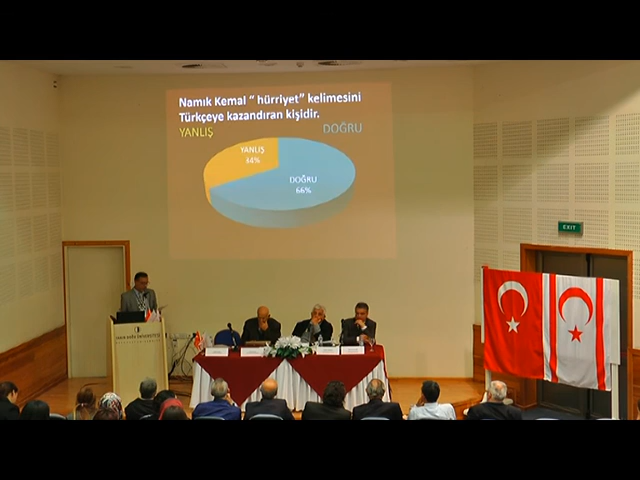 Namık Kemal “ hürriyet” kelimesini
Türkçeye kazandıran kişidir.
YANLIŞ DOĞRU
YANLIŞ
34%
DOĞRU
66%
EXIT